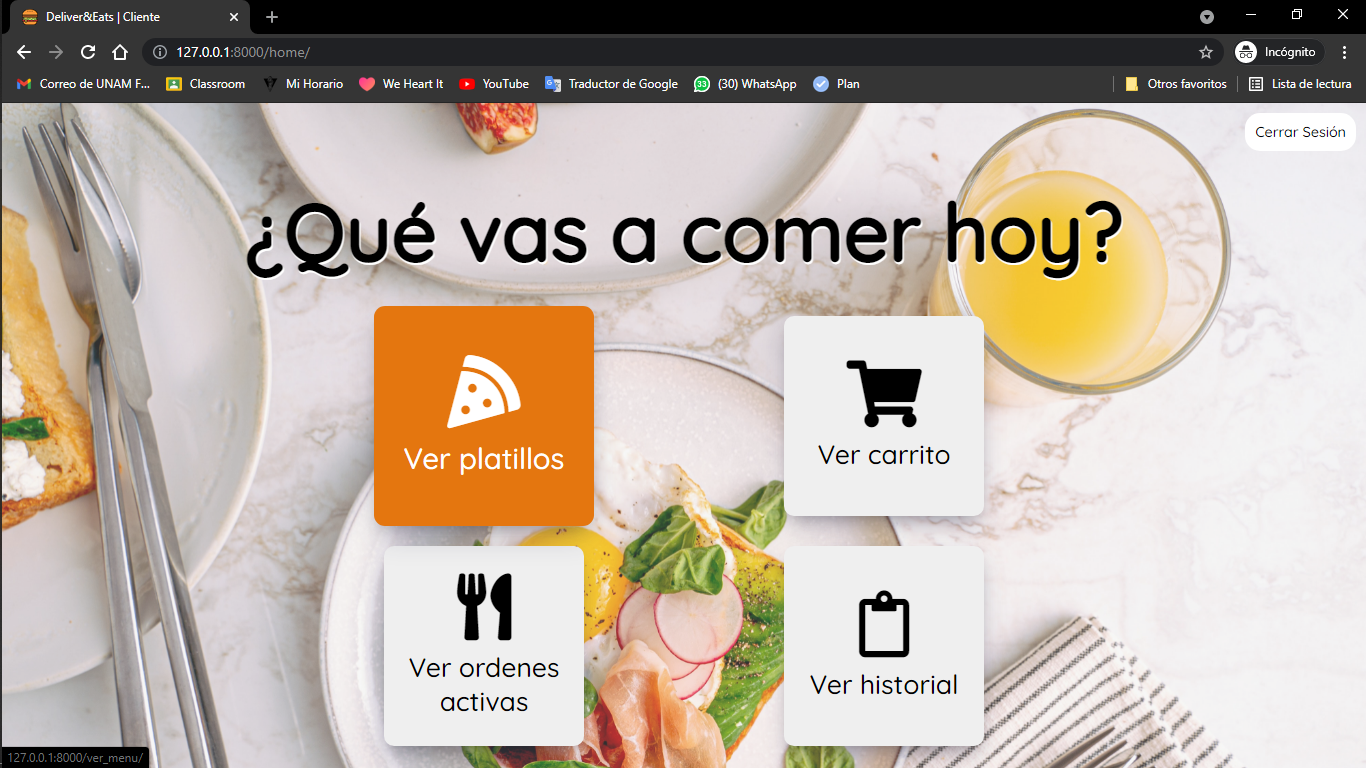 Deliver&Eats | Cliente
127.0.0.1:8000/home/
Incógnito
Correo de UNAM F... Classroom Mi Horario We Heart It YouTube Traductor de Google (30) WhatsApp Plan Otros favoritos Lista de lectura
33
Cerrar Sesión
¿Qué vas a comer hoy?
Ver platillos
Ver carrito
Ver ordenes
activas
Ver historial
127.0.0.1:8000/ver_menu/